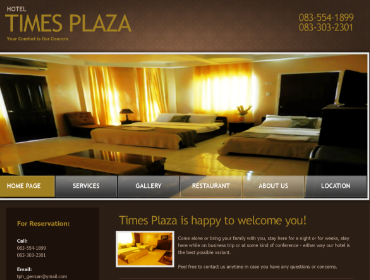 HOTEL
TIMES PLAZA
Your Comfort is Our Concern
083-554-1899
083-303-2301
HOME PAGE
SERVICES
GALLERY
RESTAURANT
ABOUT US
LOCATION
For Reservation:
Call:
083-554-1899
083-303-2301
Email:
Times Plaza is happy to welcome you!
Come alone or bring your family with you, stay here for a night or for weeks, stay
here while on business trip or at some kind of conference - either way our hotel is
the best possible variant.
Feel free to contact us anytime in case you have any questions or concerns.